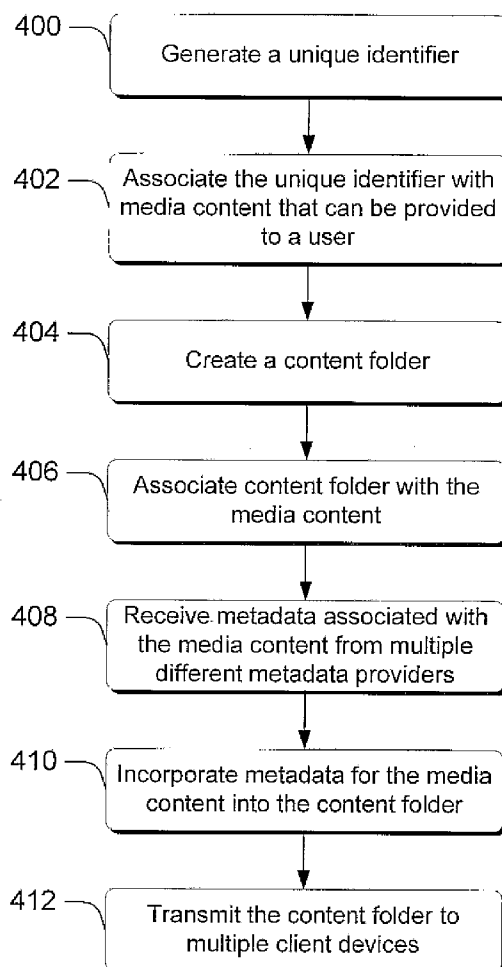 400
Generate a unique identifier
402
Associate the unique identifier with
media content that can be provided
to a user
404
Create a content folder
406
Associate content folder with the
media content
408
Receive metadata associated with
the media content from multiple
different metadata providers
410
Incorporate metadata for the media
content into the content folder
412
Transmit the content folder to
multiple client devices